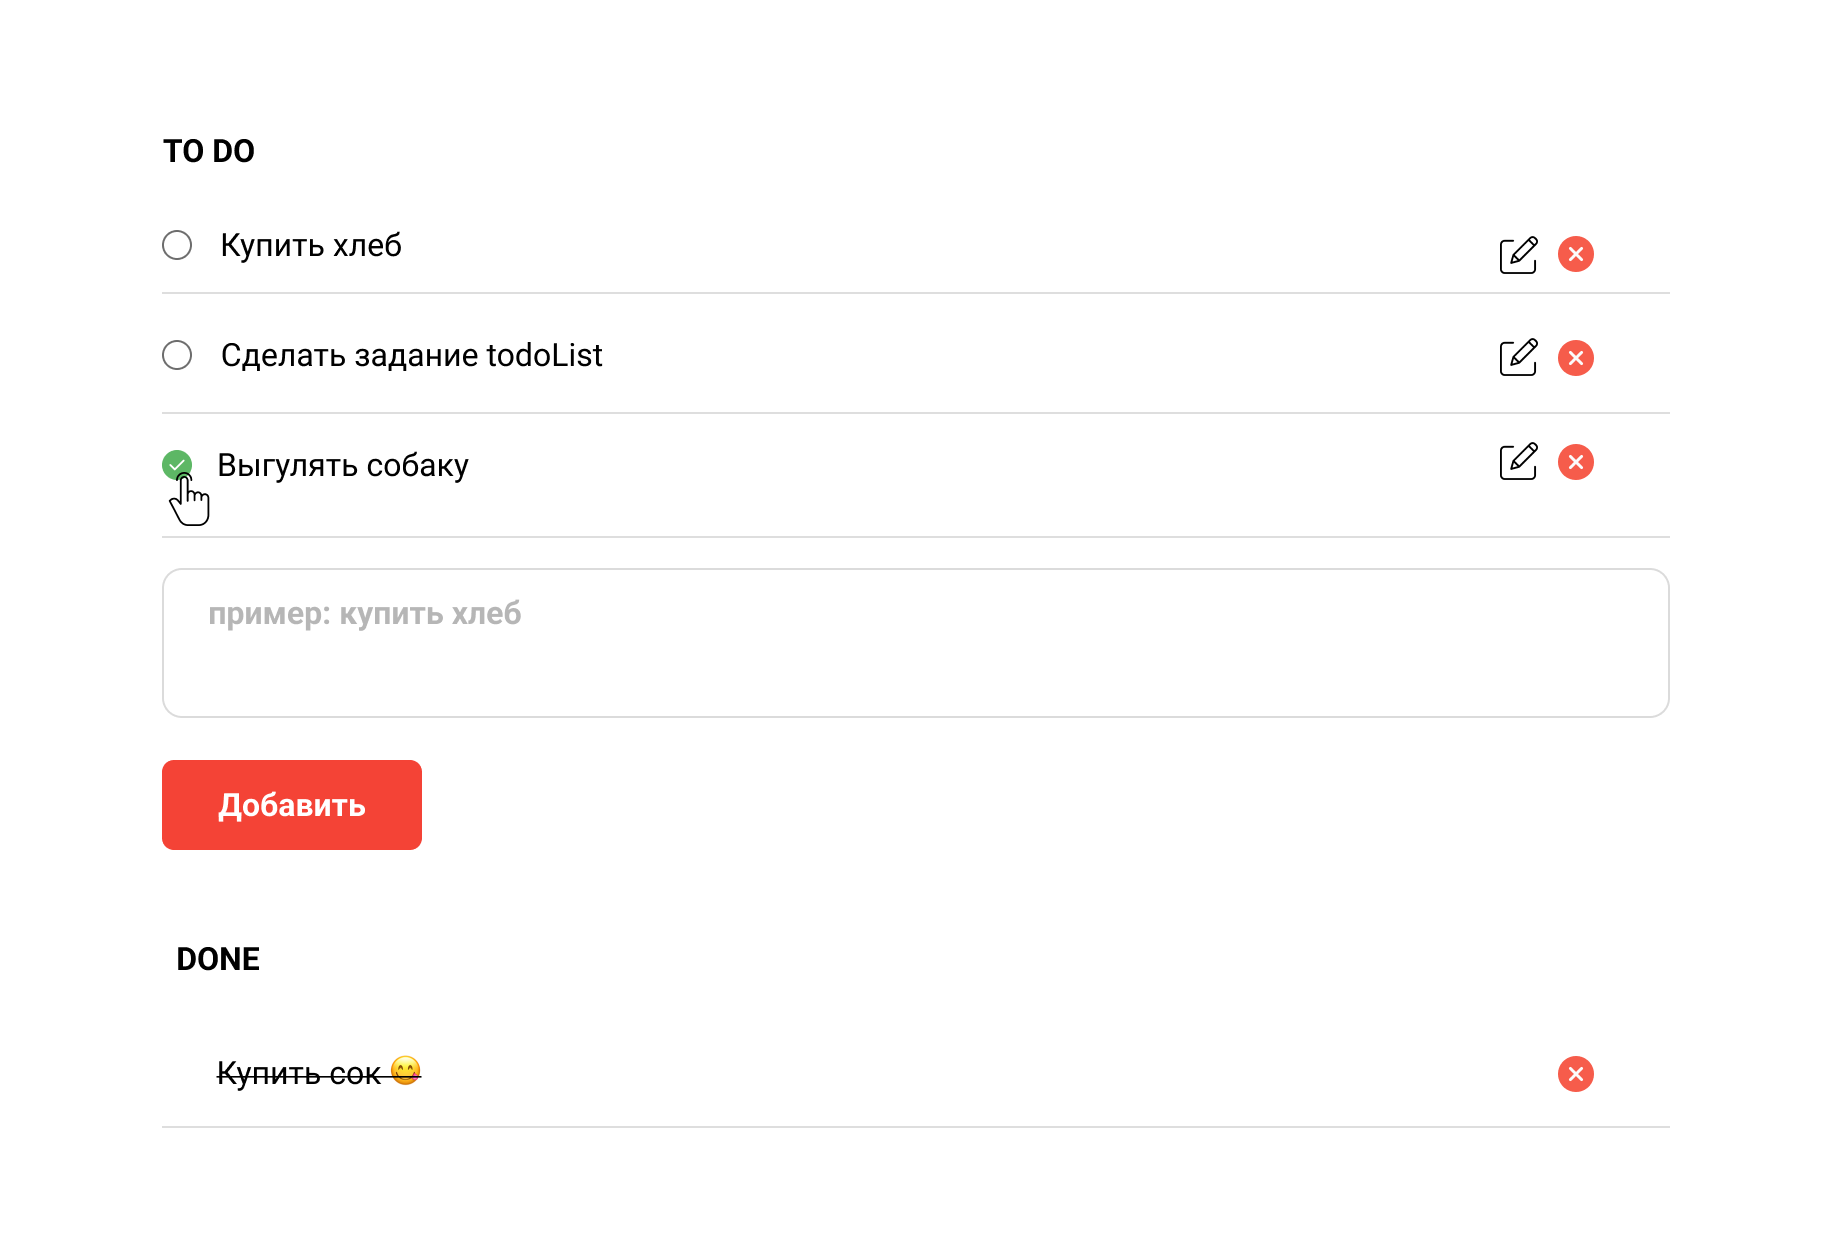 TO DO
Купить хлеб
Сделать задание todoList
Выгулять собаку
пример: купить хлеб
Добавить
DONE
Купить сок 😋